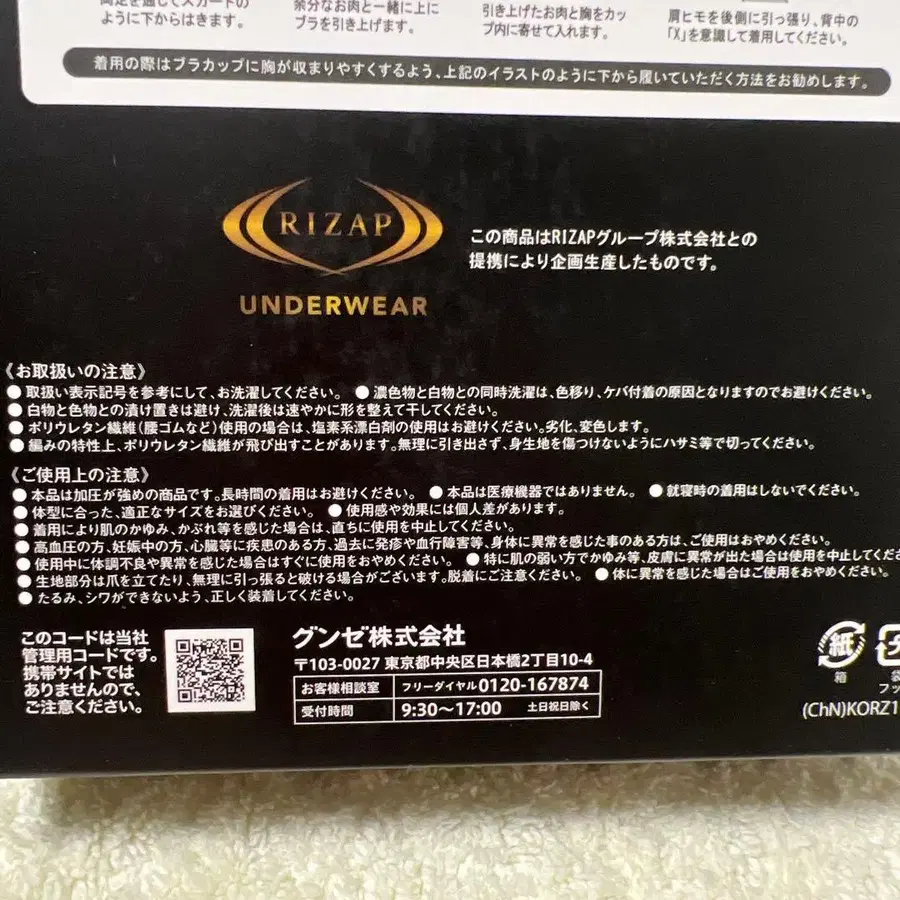 ように下からはきます。
余分なお肉と一緒に上に
ブラを引き上げます。
引き上げたお肉と胸をカッ
プ内に寄せて入れます。
肩ヒモを後側に引っ張り、背中の
「X」を意識して着用してください。
着用の際はブラカップに胸が収まりやすくするよう、上記のイラストのように下から履いていただく方法をお勧めします。
RIZAP
UNDERWEAR
この商品はRIZAPグループ株式会社との
提携により企画生産したものです。
《お取扱いの注意》
●取扱い表示記号を参考にして、お洗濯してください。 ●濃色物と白物との同時洗濯は、色移り、ケバ付着の原因となりますのでお避けください。
●白物と色物との漬け置きは避け、洗濯後は速やかに形を整えて干してください。
●ポリウレタン繊維(腰ゴムなど)使用の場合は、塩素系漂白剤の使用はお避けください。劣化、変色します。
●編みの特性上、ポリウレタン繊維が飛び出すことがあります。無理に引き出さず、身生地を傷つけないようにハサミ等で切ってください。
《ご使用上の注意》
●本品は加圧が強めの商品です。長時間の着用はお避けください。 ●本品は医療機器ではありません。 ●就寝時の着用はしないでください。
●体型に合った、適正なサイズをお選びください。 ●使用感や効果には個人差があります。
●着用により肌のかゆみ、かぶれ等を感じた場合は、直ちに使用を中止してください。
●高血圧の方、妊娠中の方、心臓等に疾患のある方、過去に発疹や血行障害等、身体に異常を感じた事のある方は、ご使用はおやめください。
●使用中に体調不良や異常を感じた場合はすぐに使用をおやめください。 ●特に肌の弱い方でかゆみ等、皮膚に異常が出た場合は使用を中止してくだ
●生地部分は爪を立てたり、無理に引っ張ると破ける場合がございます。脱着にご注意ください。 ●体に異常を感じた場合はご使用をおやめください。
●たるみ、シワができないよう、正しく装着してください。
このコードは当社
管理用コードです。
携帯サイトでは
ありませんので、
ご注意ください。
グンゼ株式会社
〒103-0027 東京都中央区日本橋2丁目10-4
お客様相談室 フリーダイヤル0120-167874
受付時間 9:30〜17:00 土日祝日除く
紙
箱
袋
フッ
(ChN)KORZ1